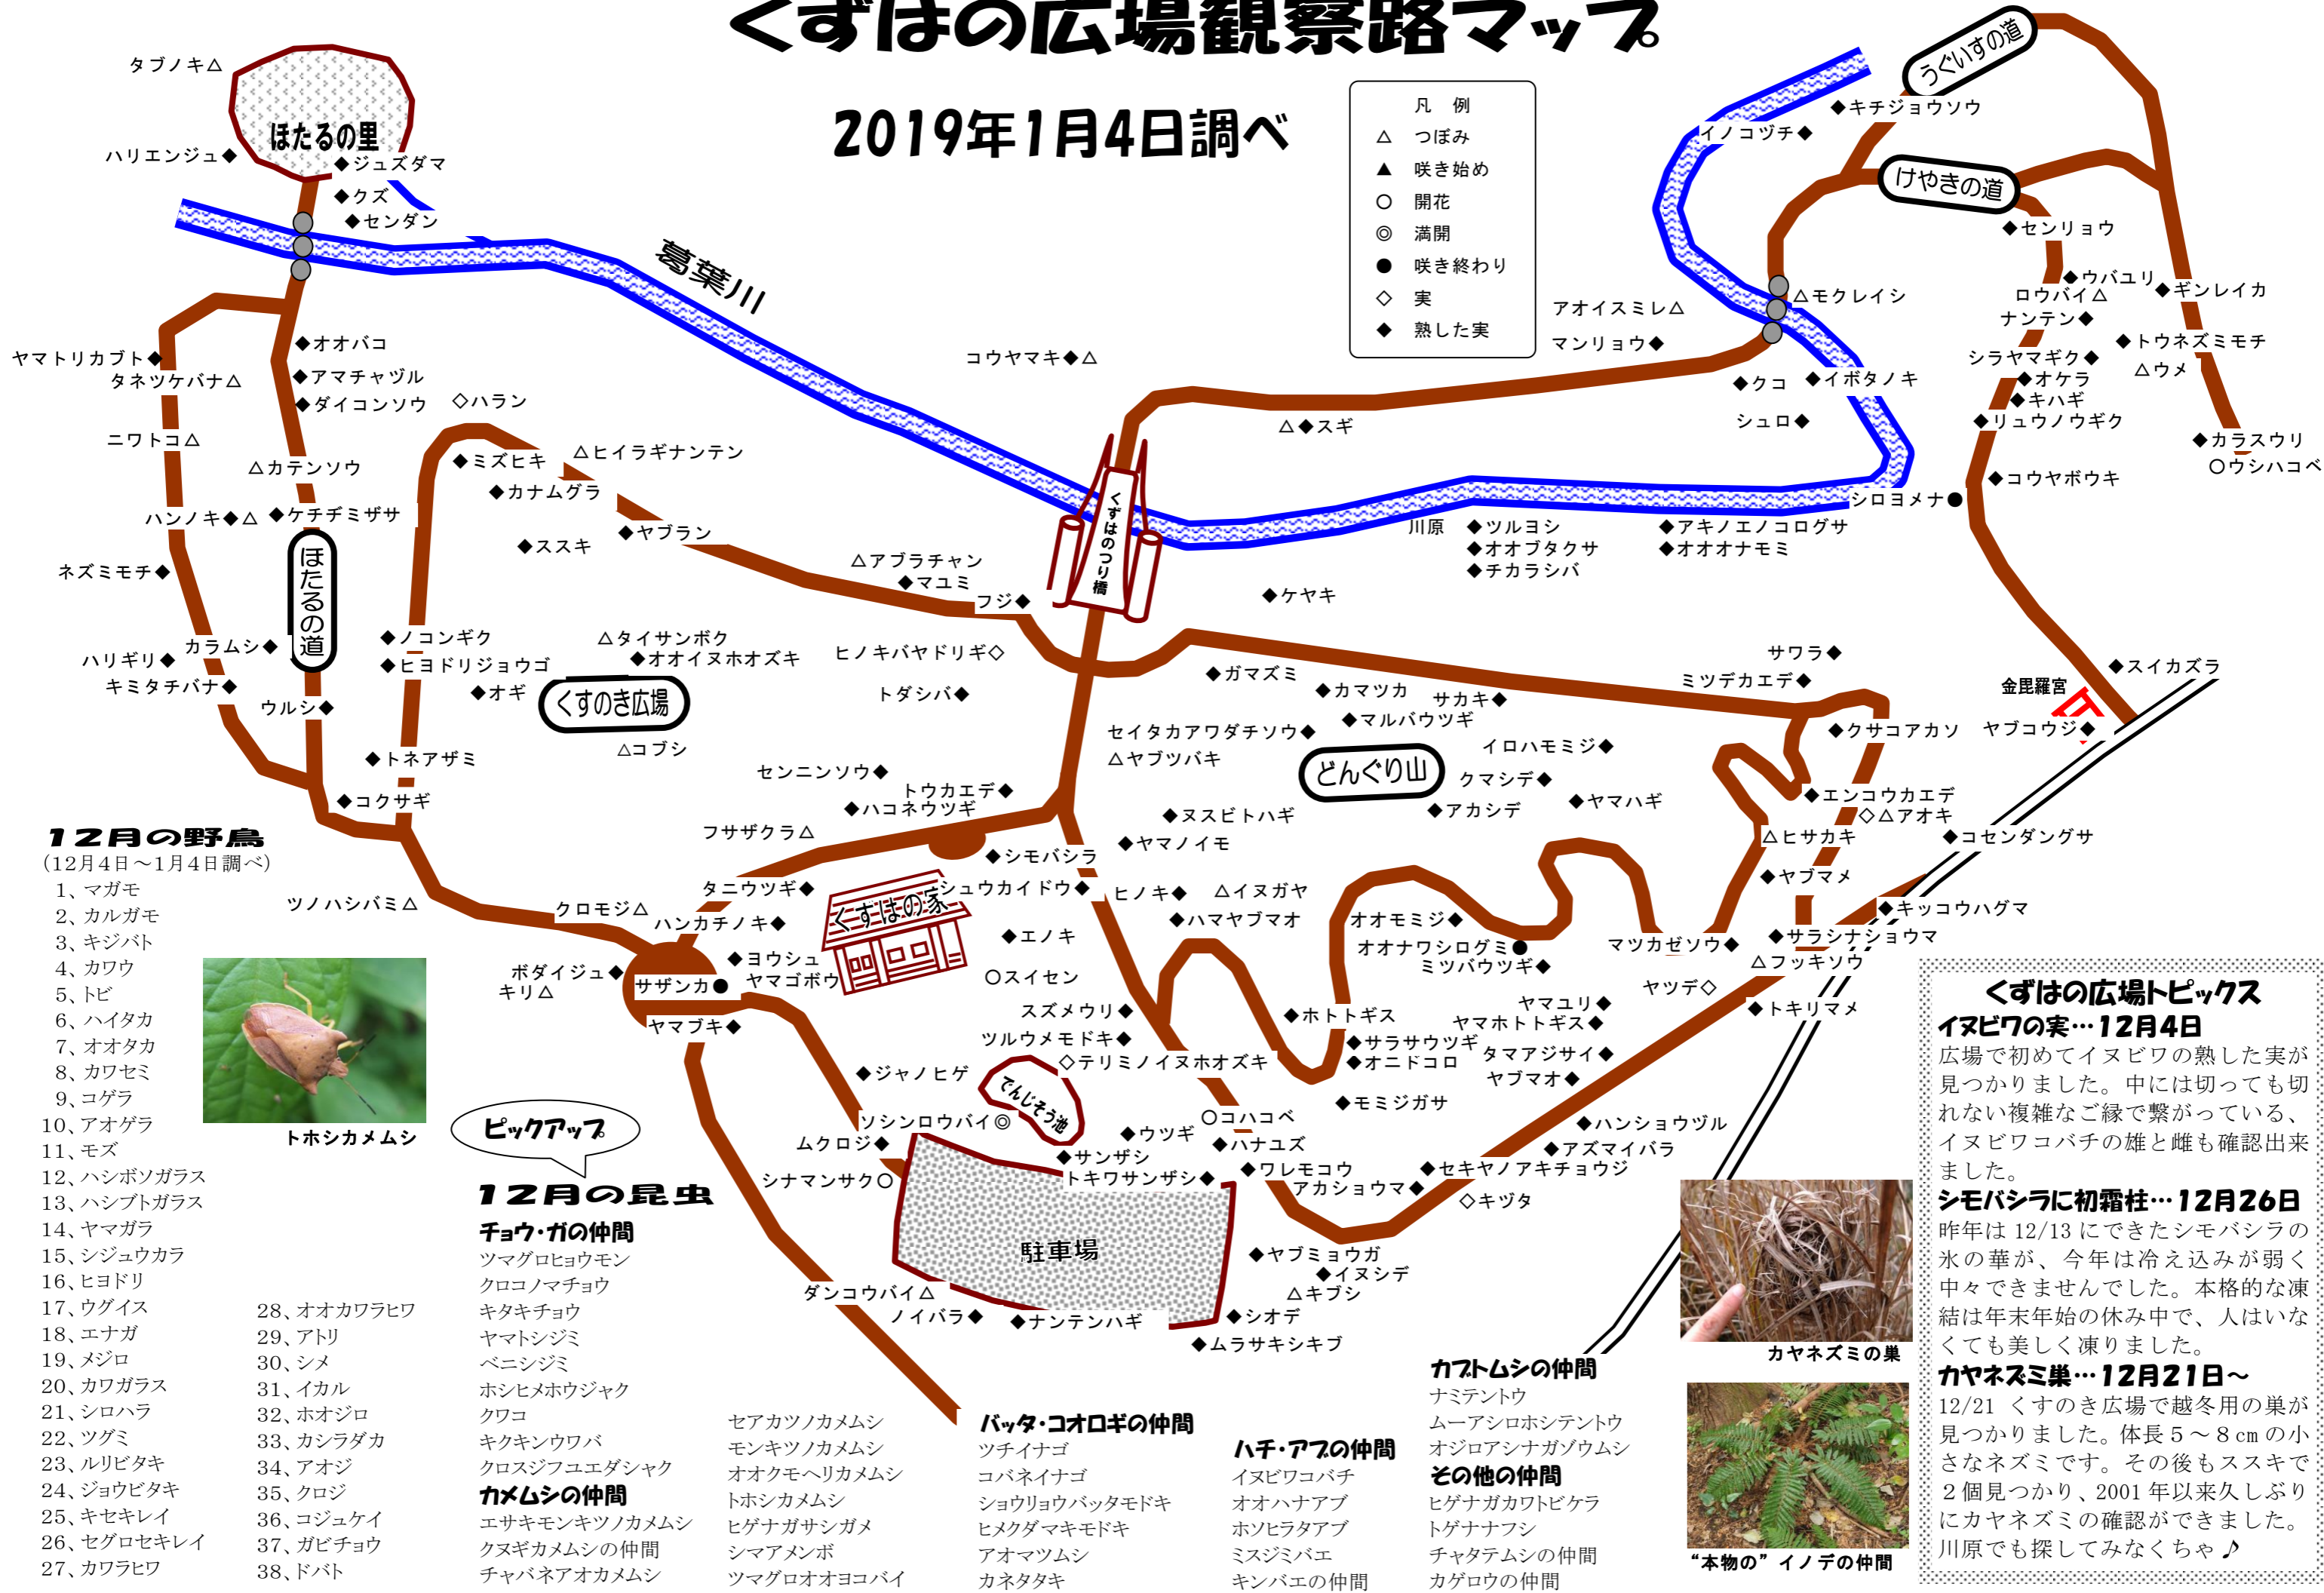 くずはの広場観察路マップ
2019年1月4日調べ
凡　例
△　つぼみ
▲　咲き始め
○　開花
◎　満開
●　咲き終わり
◇　実
◆　熟した実
タブノキ△
ほたるの里
ハリエンジュ◆
◆ジュズダマ
◆クズ
◆センダン
葛葉川
うぐいすの道
◆キチジョウソウ
イノコヅチ◆
けやきの道
◆センリョウ
◆ウバユリ
ロウバイ△
◆ギンレイカ
ナンテン◆
◆トウネズミモチ
シラヤマギク◆
△ウメ
◆オケラ
◆キハギ
◆リュウノウギク
◆カラスウリ
○ウシハコベ
◆コウヤボウキ
△モクレイシ
アオイスミレ△
マンリョウ◆
◆クコ
◆イボタノキ
シュロ◆
シロヨメナ●
コウヤマキ◆△
△◆スギ
ヤマトリカブト◆
タネツケバナ△
◆オオバコ
◆アマチャヅル
◆ダイコンソウ
◇ハラン
ニワトコ△
△カテンソウ
◆ミズヒキ
△ヒイラギナンテン
◆カナムグラ
ハンノキ◆△
◆ケチヂミザサ
◆ススキ
◆ヤブラン
ネズミモチ◆
ほたるの道
△アブラチャン
◆マユミ
フジ◆
くずはのつり橋
◆ケヤキ
川原
◆ツルヨシ
◆オオブタクサ
◆チカラシバ
◆アキノエノコログサ
◆オオオナモミ
カラムシ◆
ハリギリ◆
キミタチバナ◆
ウルシ◆
◆ノコンギク
◆ヒヨドリジョウゴ
◆オギ
△タイサンボク
◆オオイヌホオズキ
くすのき広場
△コブシ
◆トネアザミ
◆コクサギ
ヒノキバヤドリギ◇
トダシバ◆
センニンソウ◆
トウカエデ◆
◆ハコネウツギ
フサザクラ△
◆ガマズミ
◆カマツカ
サカキ◆
◆マルバウツギ
セイタカアワダチソウ◆
△ヤブツバキ
イロハモミジ◆
どんぐり山
クマシデ◆
◆アカシデ
◆ヤマハギ
◆ヌスビトハギ
◆ヤマノイモ
サワラ◆
ミツデカエデ◆
◆クサコアカソ
◆スイカズラ
金毘羅宮
ヤブコウジ◆
◆エンコウカエデ
◇△アオキ
△ヒサカキ
◆コセンダングサ
◆ヤブマメ
◆キッコウハグマ
◆サラシナショウマ
△フッキソウ
マツカゼソウ◆
ヤツデ◇
◆トキリマメ
◆シモバシラ
シュウカイドウ◆
ヒノキ◆
△イヌガヤ
◆ハマヤブマオ
オオモミジ◆
オオナワシログミ●
ミツバウツギ◆
タニウツギ◆
くずはの家
ハンカチノキ◆
◆エノキ
◆ヨウシュ
ヤマゴボウ
○スイセン
ツノハシバミ△
クロモジ△
ボダイジュ◆
キリ△
サザンカ●
ヤマブキ◆
スズメウリ◆
ツルウメモドキ◆
◇テリミノイヌホオズキ
◆ジャノヒゲ
でんじそう池
ソシンロウバイ◎
ムクロジ◆
シナマンサク○
◆ウツギ
◆サンザシ
トキワサンザシ◆
○コハコベ
◆ハナユズ
◆ワレモコウ
アカショウマ◆
◆ホトトギス
◆サラサウツギ
◆オニドコロ
ヤマユリ◆
ヤマホトトギス◆
タマアジサイ◆
ヤブマオ◆
◆モミジガサ
◆ハンショウヅル
◆アズマイバラ
◆セキヤノアキチョウジ
◇キヅタ
駐車場
◆ヤブミョウガ
◆イヌシデ
△キブシ
◆シオデ
◆ムラサキシキブ
ダンコウバイ△
ノイバラ◆
◆ナンテンハギ
12月の野鳥
（12月4日～1月4日調べ）
1、マガモ
2、カルガモ
3、キジバト
4、カワウ
5、トビ
6、ハイタカ
7、オオタカ
8、カワセミ
9、コゲラ
10、アオゲラ
11、モズ
12、ハシボソガラス
13、ハシブトガラス
14、ヤマガラ
15、シジュウカラ
16、ヒヨドリ
17、ウグイス
18、エナガ
19、メジロ
20、カワガラス
21、シロハラ
22、ツグミ
23、ルリビタキ
24、ジョウビタキ
25、キセキレイ
26、セグロセキレイ
27、カワラヒワ
28、オオカワラヒワ
29、アトリ
30、シメ
31、イカル
32、ホオジロ
33、カシラダカ
34、アオジ
35、クロジ
36、コジュケイ
37、ガビチョウ
38、ドバト
トホシカメムシ
ピックアップ
12月の昆虫
チョウ・ガの仲間
ツマグロヒョウモン
クロコノマチョウ
キタキチョウ
ヤマトシジミ
ベニシジミ
ホシヒメホウジャク
クワコ
キクキンウワバ
クロスジフユエダシャク
カメムシの仲間
エサキモンキツノカメムシ
クヌギカメムシの仲間
チャバネアオカメムシ
セアカツノカメムシ
モンキツノカメムシ
オオクモヘリカメムシ
トホシカメムシ
ヒゲナガサシガメ
シマアメンボ
ツマグロオオヨコバイ
バッタ・コオロギの仲間
ツチイナゴ
コバネイナゴ
ショウリョウバッタモドキ
ヒメクダマキモドキ
アオマツムシ
カネタタキ
ハチ・アブの仲間
イヌビワコバチ
オオハナアブ
ホソヒラタアブ
ミスジミバエ
キンバエの仲間
カブトムシの仲間
ナミテントウ
ムーアシロホシテントウ
オジロアシナガゾウムシ
その他の仲間
ヒゲナガカワトビケラ
トゲナナフシ
チャタテムシの仲間
カゲロウの仲間
カヤネズミの巣
“本物の”イノデの仲間
くずはの広場トピックス
イヌビワの実…12月4日
広場で初めてイヌビワの熟した実が
見つかりました。中には切っても切
れない複雑なご縁で繋がっている、
イヌビワコバチの雄と雌も確認出来
ました。
シモバシラに初霜柱…12月26日
昨年は12/13にできたシモバシラの
氷の華が、今年は冷え込みが弱く
中々できませんでした。本格的な凍
結は年末年始の休み中で、人はいな
くても美しく凍りました。
カヤネズミ巣…12月21日～
12/21 くすのき広場で越冬用の巣が
見つかりました。体長5～8cmの小
さなネズミです。その後もススキで
2個見つかり、2001年以来久しぶり
にカヤネズミの確認ができました。
川原でも探してみなくちゃ♪